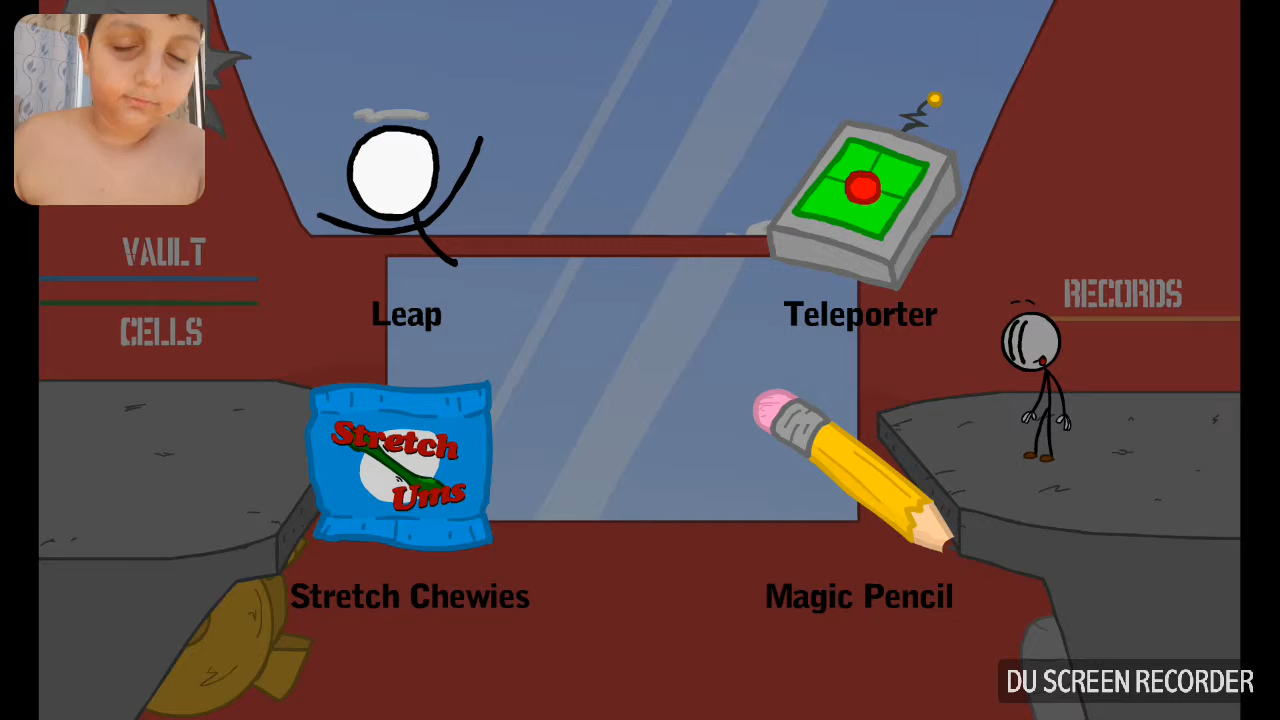 VAULT
CELLS
RECORDS
Leap
Teleporter
Stretch
Ums
Stretch Chewies
Magic Pencil
DU SCREEN RECORDER